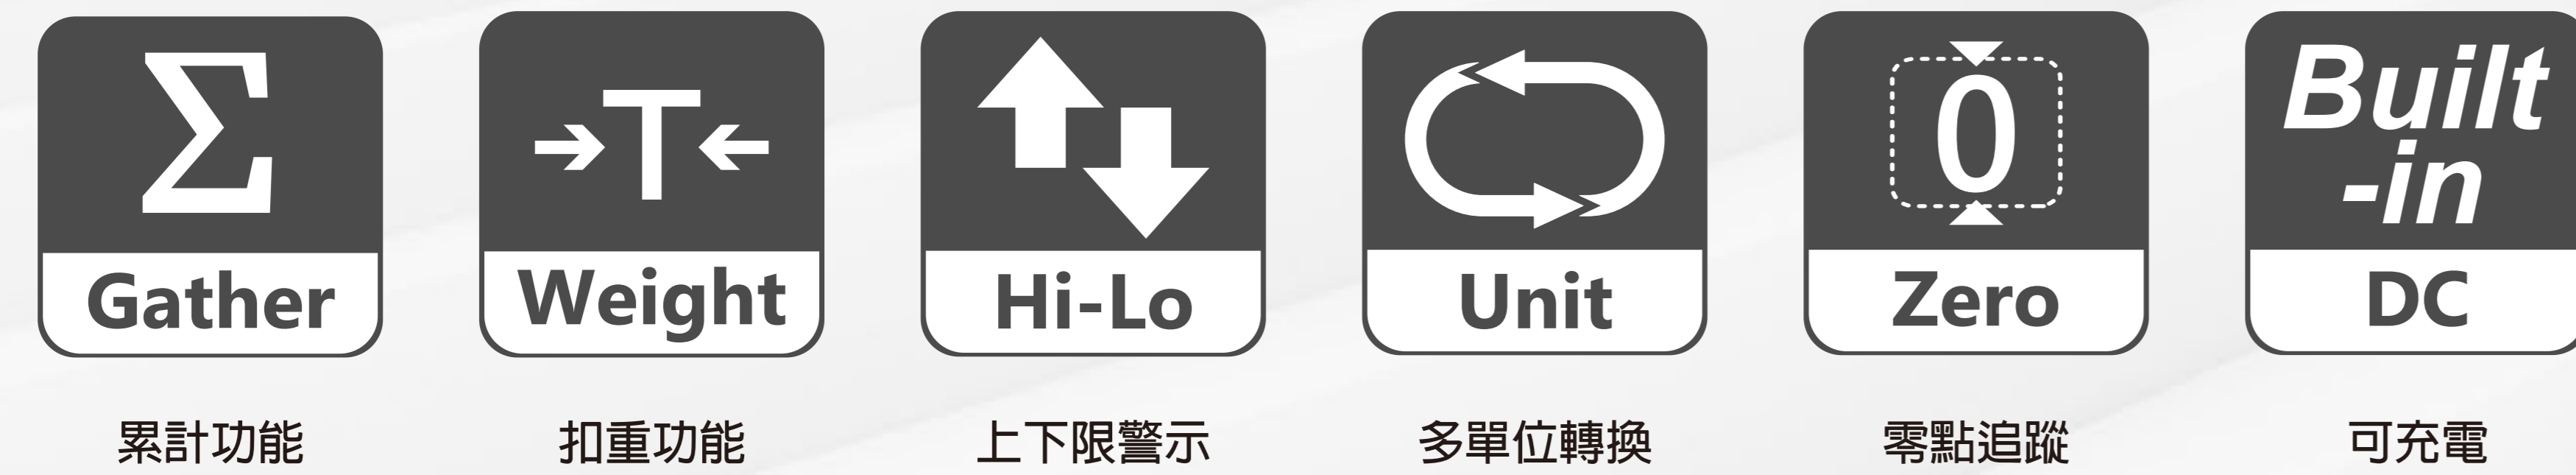 Σ
→T←
0
Built
-in
Gather
Weight
Hi-Lo
Unit
Zero
DC
累計功能
扣重功能
上下限警示
多單位轉換
零點追蹤
可充電